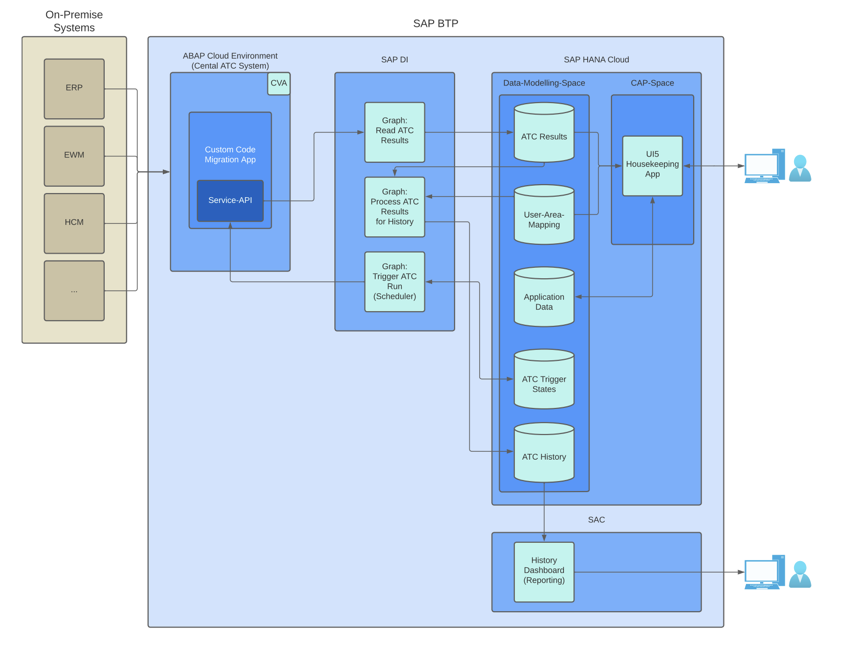 On-Premise
Systems
SAP BTP
ABAP Cloud Environment
(Cental ATC System)
SAP DI
SAP HANA Cloud
CVA
Data-Modelling-Space
CAP-Space
ERP
EWM
HCM
...
Custom Code
Migration App
Service-API
Graph:
Read ATC
Results
Graph:
Process ATC
Results
for History
Graph:
Trigger ATC
Run
(Scheduler)
ATC Results
User-Area-
Mapping
Application
Data
ATC Trigger
States
ATC History
UI5
Housekeeping
App
SAC
History
Dashboard
(Reporting)